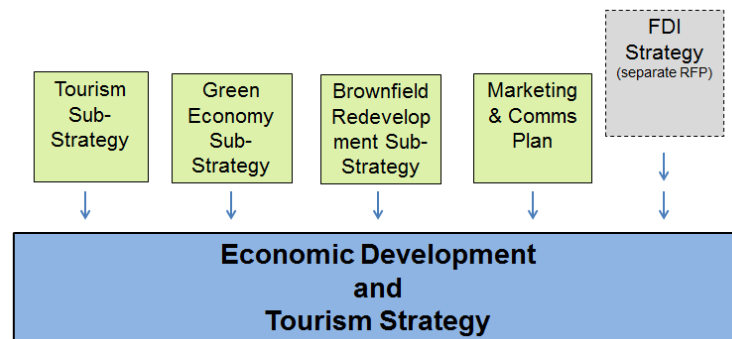 Tourism
Sub-
Strategy
Green
Economy
Sub-
Strategy
Brownfield
Redevelop
ment Sub-
Strategy
Marketing
& Comms
Plan
FDI
Strategy
(separate RFP)
Economic Development
and
Tourism Strategy